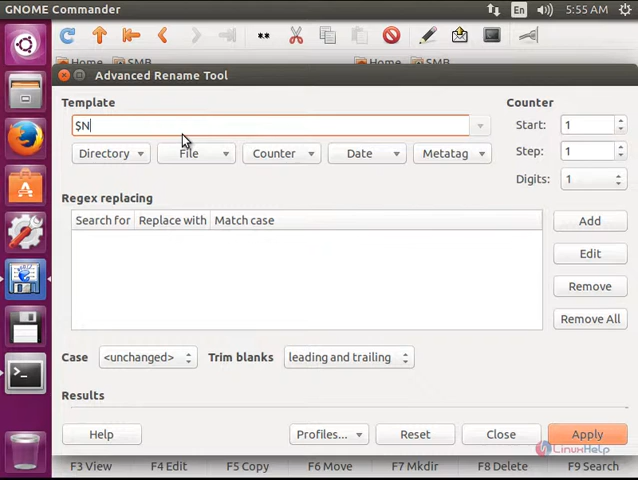 GNOME Commander
En
5:55 AM
SMB
SMB
Advanced Rename Tool
Template
Counter
$N
Start: 1
Directory File Counter Date Metatag
Step: 1
Digits: 1
Regex replacing
Search for Replace with Match case
Add
Edit
Remove
Remove All
Case <unchanged> Trim blanks leading and trailing
Results
Help Profiles... Reset Close Apply
LinuxHelp
F3 View F4 Edit F5 Copy F6 Move F7 Mkdir F8 Delete F9 Search